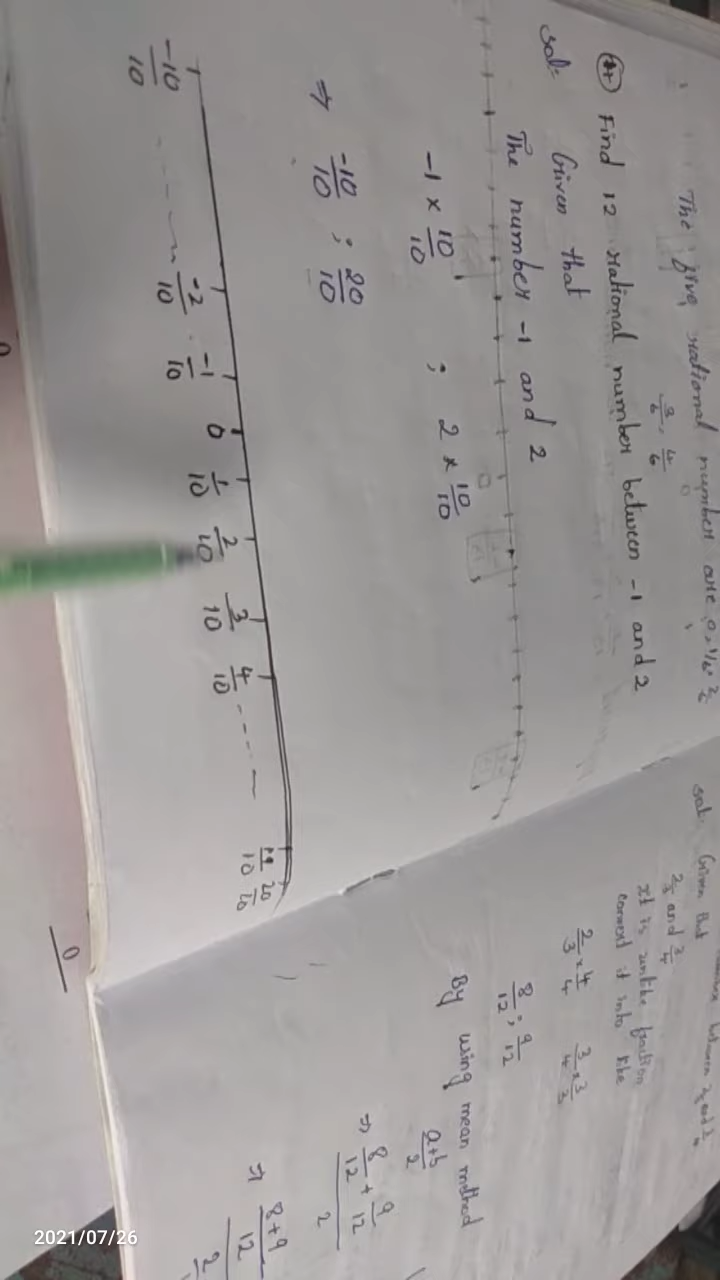 The five rational number are 0, 1/6, 2/6
3/6, 4/6
Find 12 rational number between -1 and 2
Sol:- Given that
The number -1 and 2
-1 × 10/10 , 2 × 10/10
⇒ -10/10 , 20/10
-10/10 ---- -2/10 -1/10 0 1/10 2/10 3/10 4/10 ---- 19/10
Sol:- Given that
2/3 and 3/4
It is unlike fraction
convert it into like
2/3 × 4/4 3/4 × 3/3
8/12 , 9/12
By using mean method
a+b/2
⇒ 8/12 + 9/12
2
⇒ 8+9/12
2
0
2021/07/26